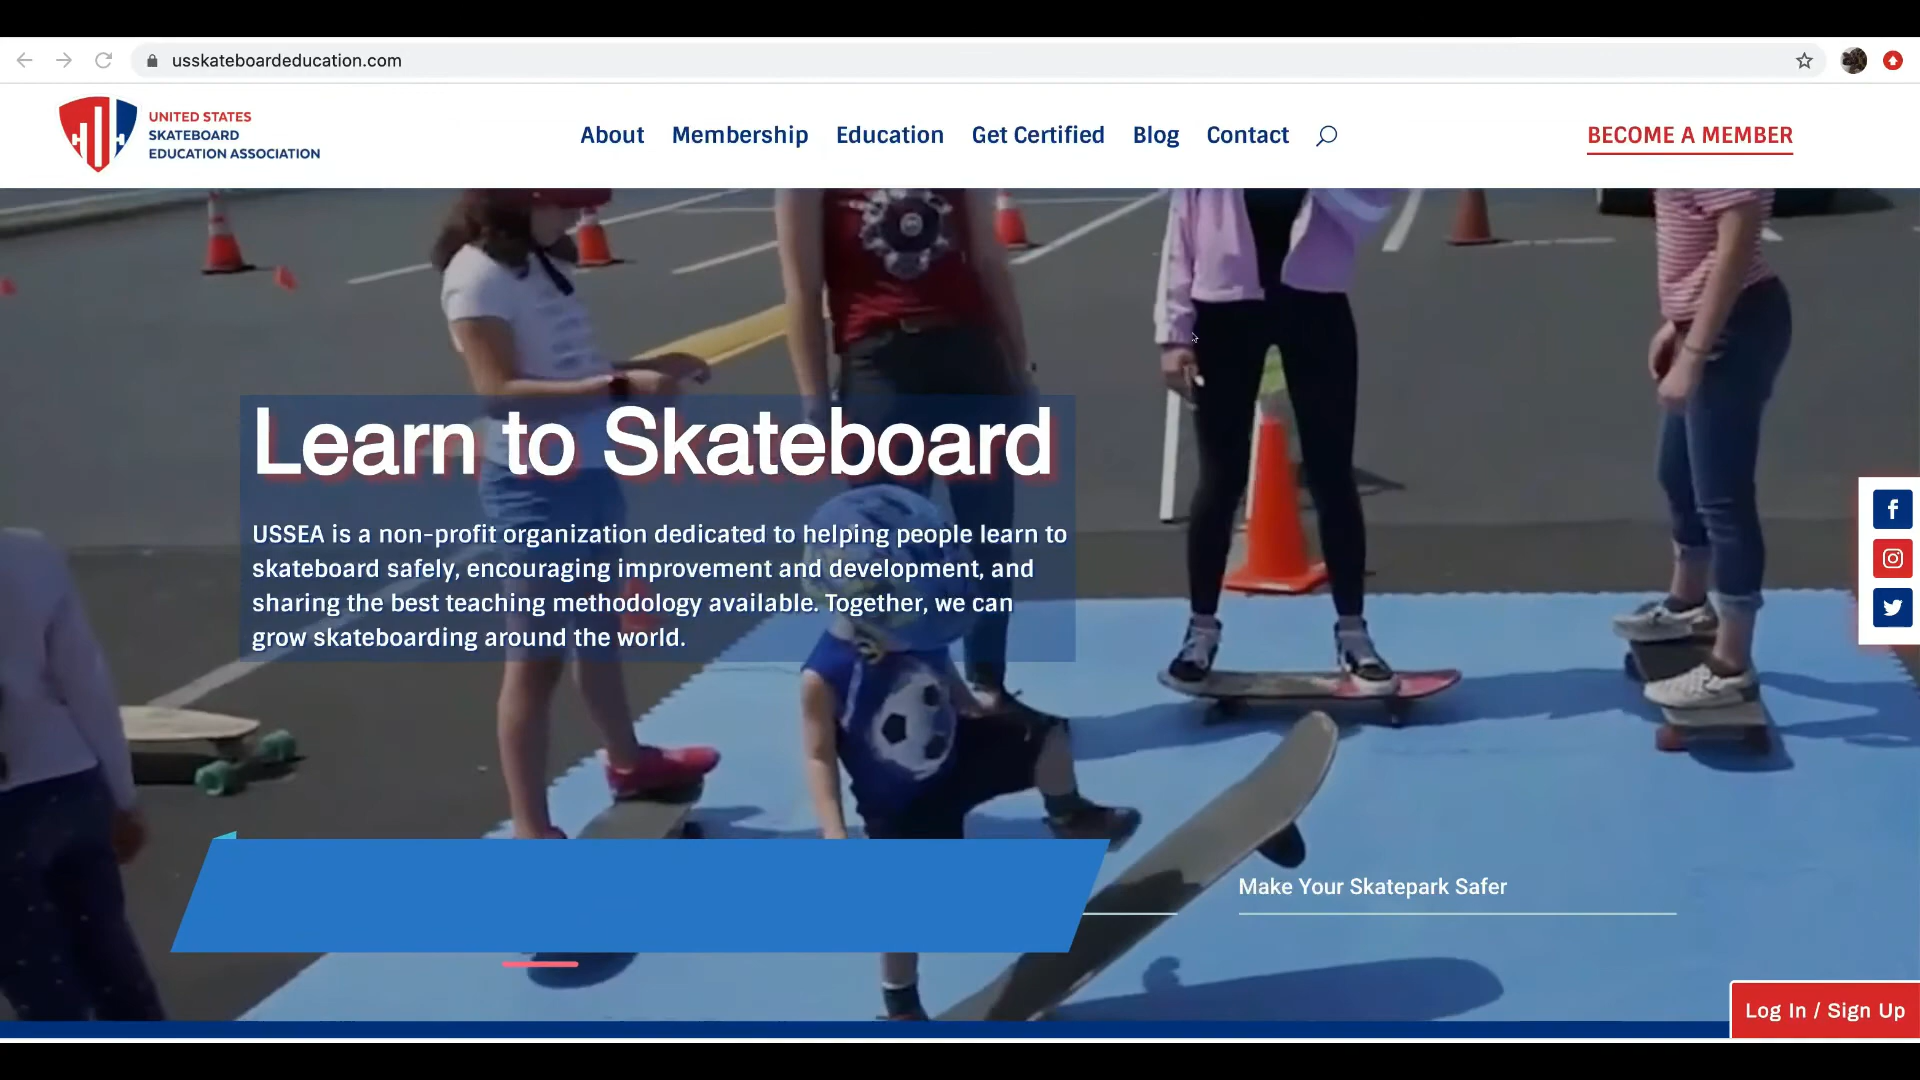 usskateboardeducation.com
UNITED STATES
SKATEBOARD
EDUCATION ASSOCIATION
About Membership Education Get Certified Blog Contact
BECOME A MEMBER
Learn to Skateboard
USSEA is a non-profit organization dedicated to helping people learn to
skateboard safely, encouraging improvement and development, and
sharing the best teaching methodology available. Together, we can
grow skateboarding around the world.
Make Your Skatepark Safer
Log In / Sign Up